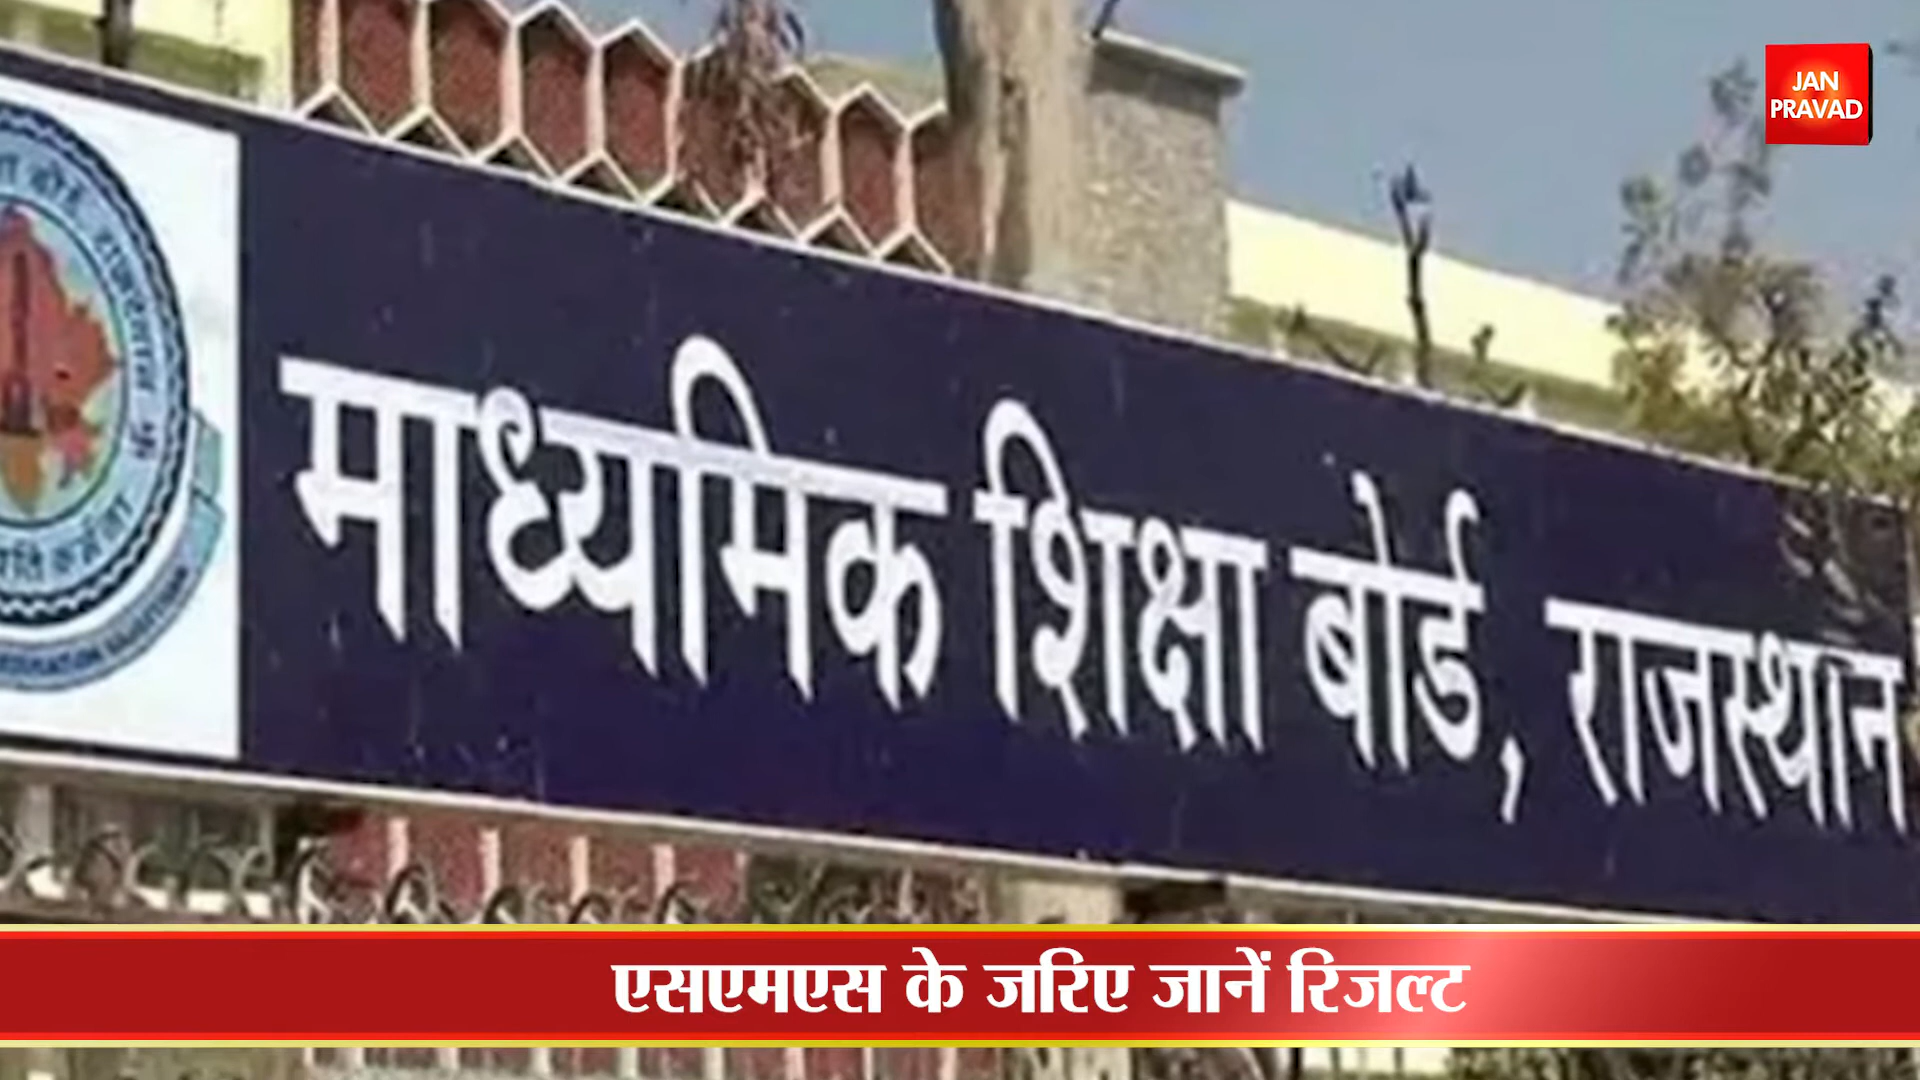 JAN
PRAVAD
माध्यमिक शिक्षा बोर्ड, राजस्थान
एसएमएस के जरिए जानें रिजल्ट